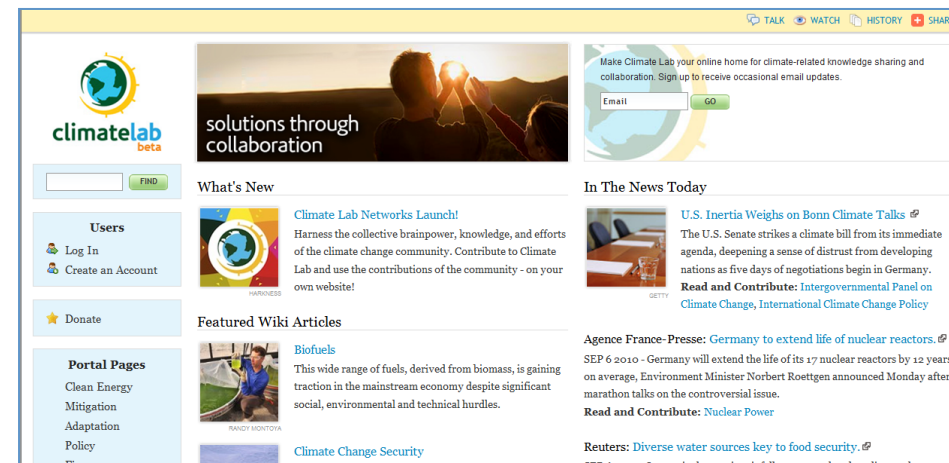 TALK WATCH HISTORY SHAR
climatelab
beta
solutions through
collaboration
Make Climate Lab your online home for climate-related knowledge sharing and
collaboration. Sign up to receive occasional email updates.
Email GO
FIND
Users
Log In
Create an Account
Donate
Portal Pages
Clean Energy
Mitigation
Adaptation
Policy
What's New
Climate Lab Networks Launch!
Harness the collective brainpower, knowledge, and efforts
of the climate change community. Contribute to Climate
Lab and use the contributions of the community - on your
own website!
HARKNESS
Featured Wiki Articles
Biofuels
This wide range of fuels, derived from biomass, is gaining
traction in the mainstream economy despite significant
social, environmental and technical hurdles.
RANDY MONTOYA
Climate Change Security
In The News Today
U.S. Inertia Weighs on Bonn Climate Talks
The U.S. Senate strikes a climate bill from its immediate
agenda, deepening a sense of distrust from developing
nations as five days of negotiations begin in Germany.
Read and Contribute: Intergovernmental Panel on
Climate Change, International Climate Change Policy
GETTY
Agence France-Presse: Germany to extend life of nuclear reactors.
SEP 6 2010 - Germany will extend the life of its 17 nuclear reactors by 12 years
on average, Environment Minister Norbert Roettgen announced Monday after
marathon talks on the controversial issue.
Read and Contribute: Nuclear Power
Reuters: Diverse water sources key to food security.